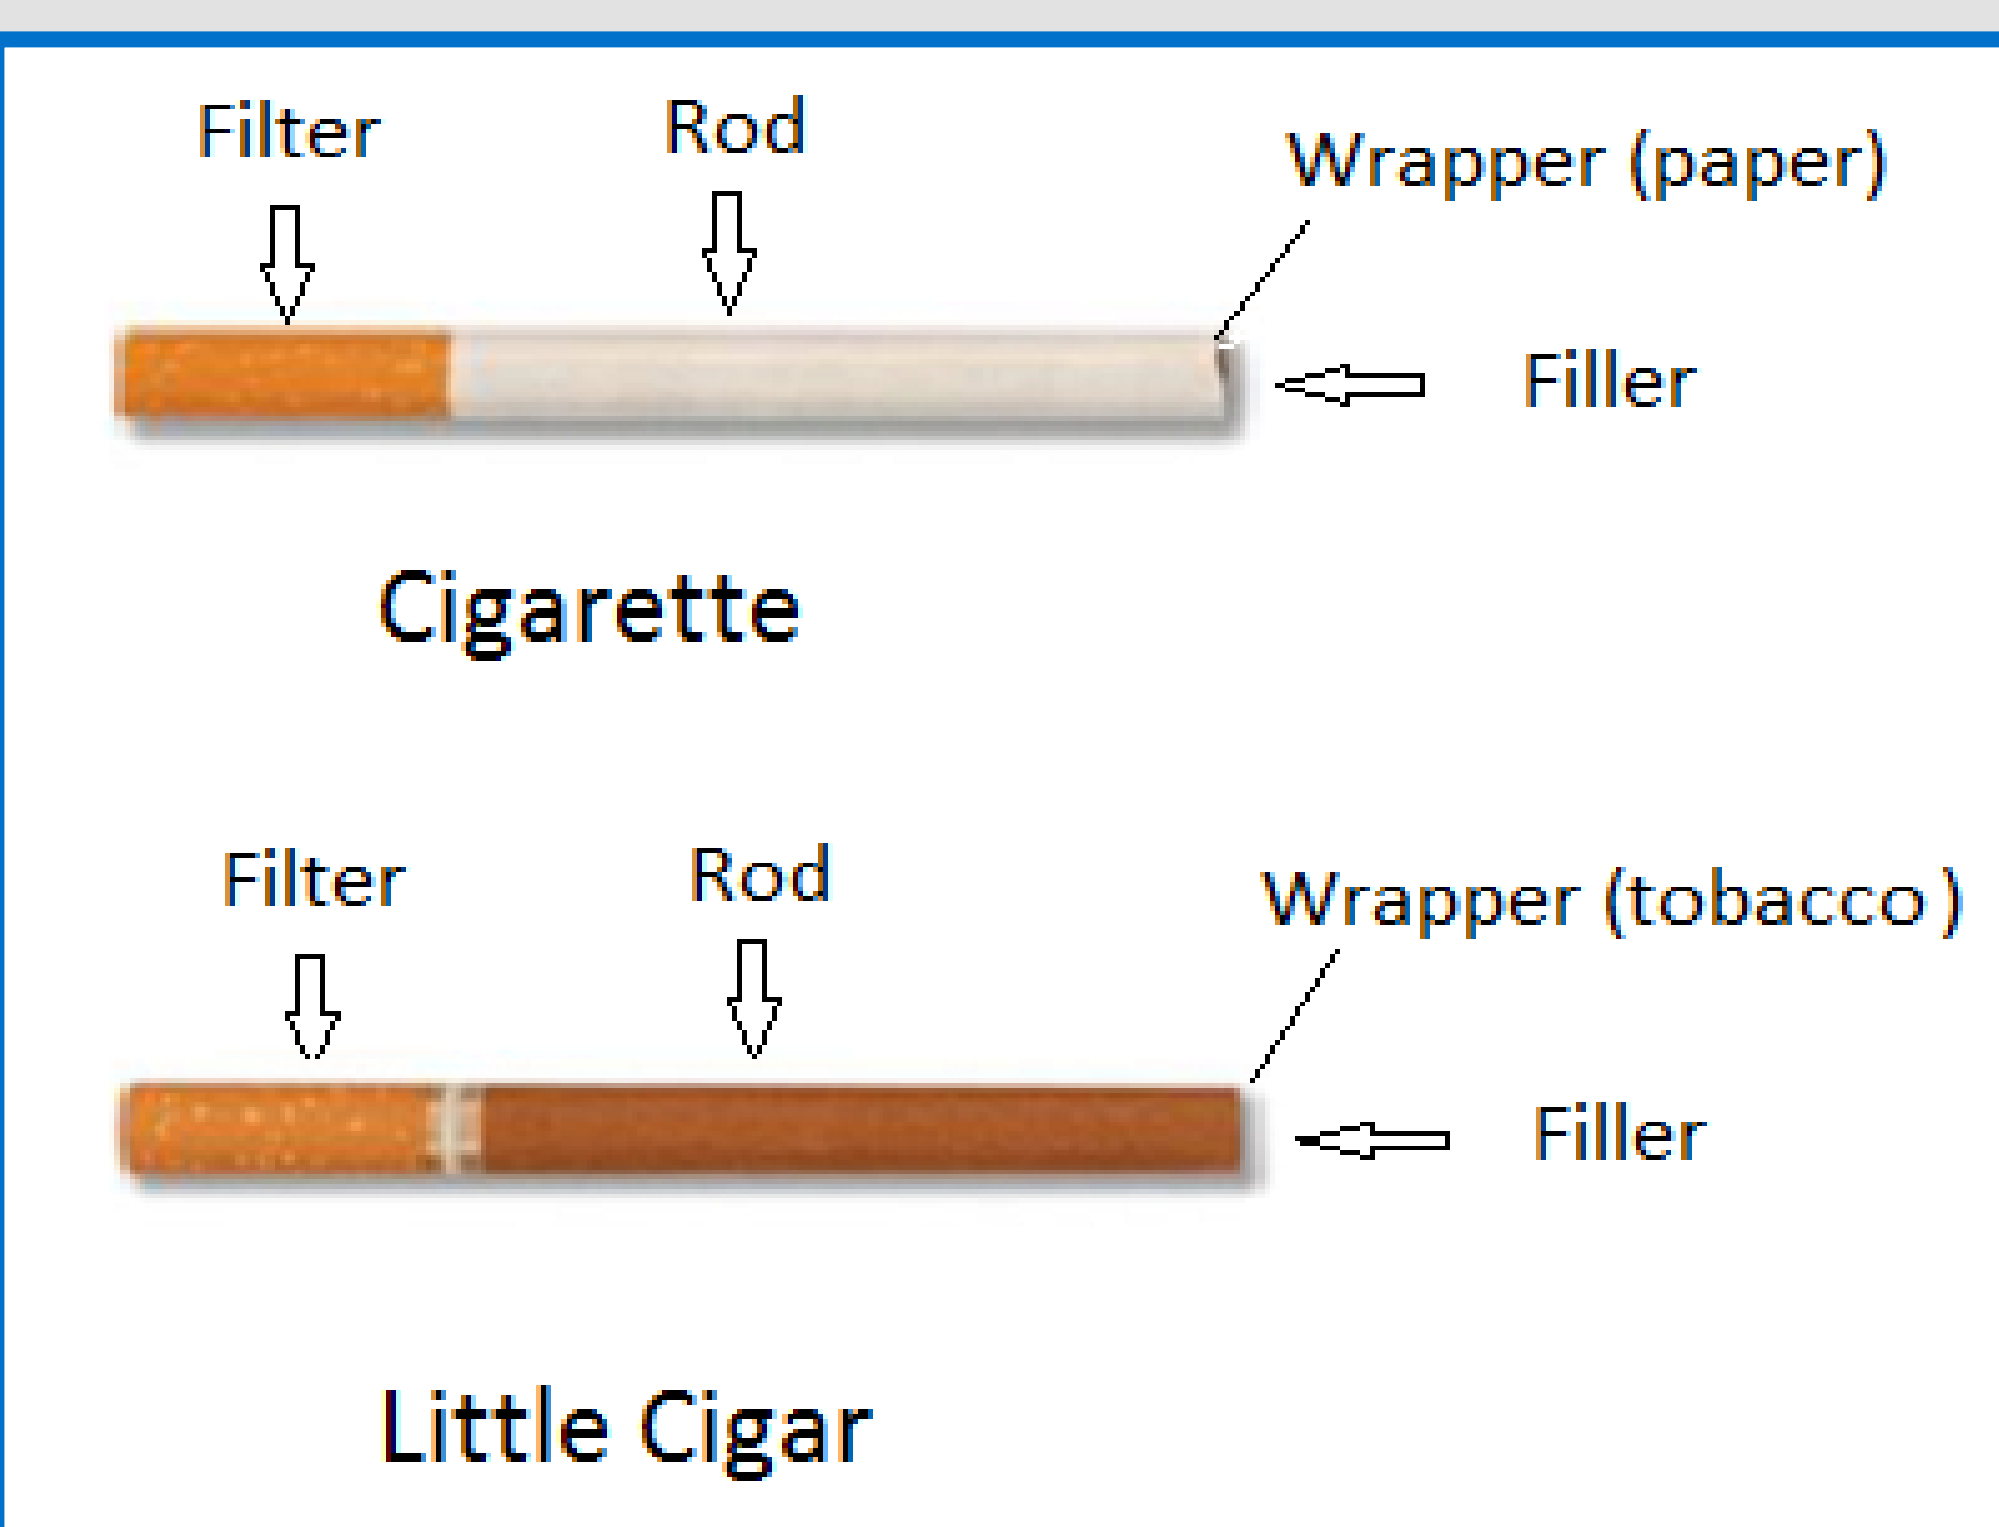 Filter
Rod
Wrapper (paper)
Filler
Cigarette
Filter
Rod
Wrapper (tobacco )
Filler
Little Cigar